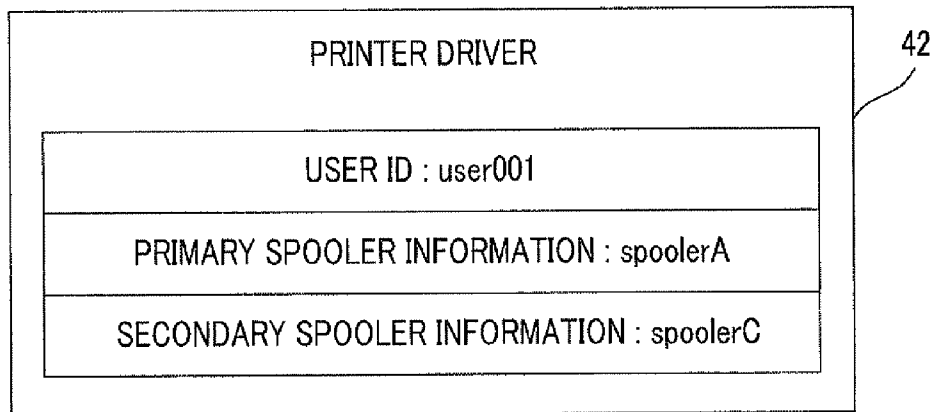 PRINTER DRIVER
42
USER ID : user001
PRIMARY SPOOLER INFORMATION : spoolerA
SECONDARY SPOOLER INFORMATION : spoolerC